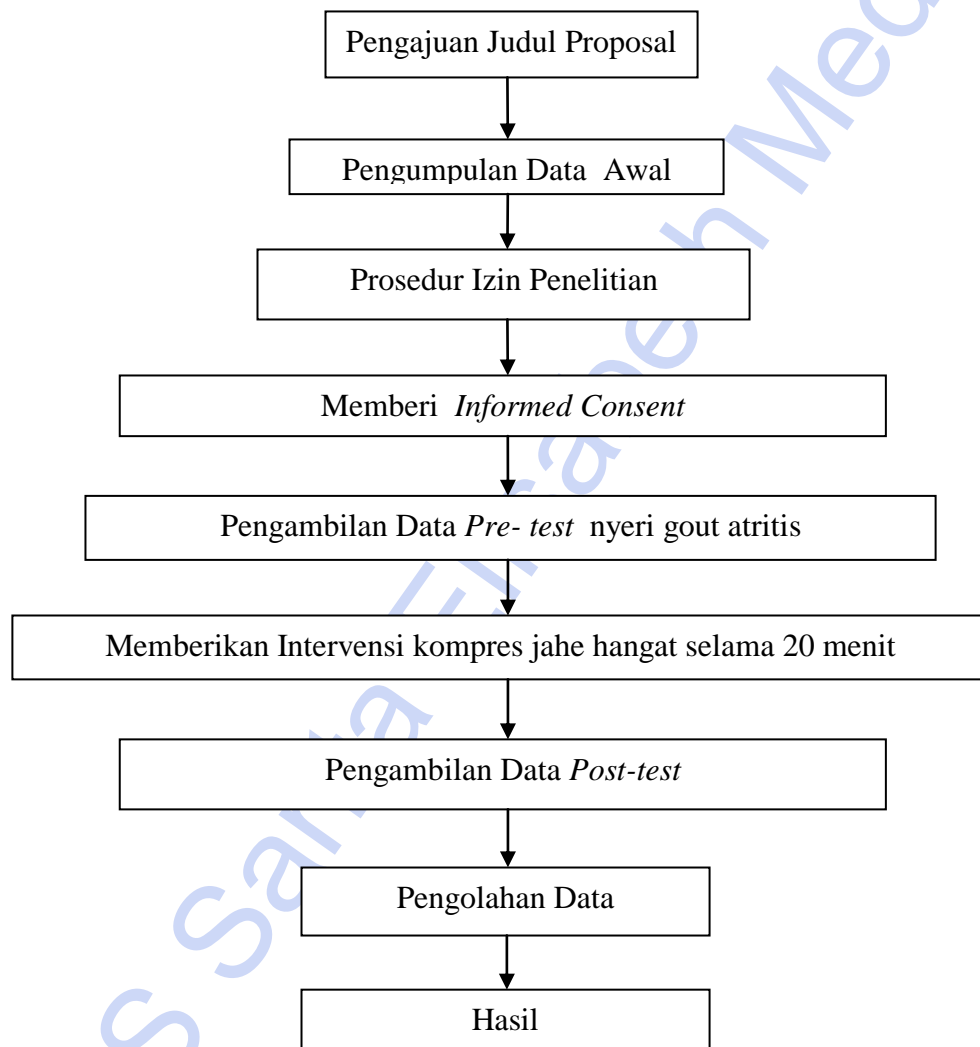 Pengajuan Judul Proposal
Pengumpulan Data Awal
Prosedur Izin Penelitian
Memberi Informed Consent
Pengambilan Data Pre- test nyeri gout atritis
Memberikan Intervensi kompres jahe hangat selama 20 menit
Pengambilan Data Post-test
Pengolahan Data
Hasil